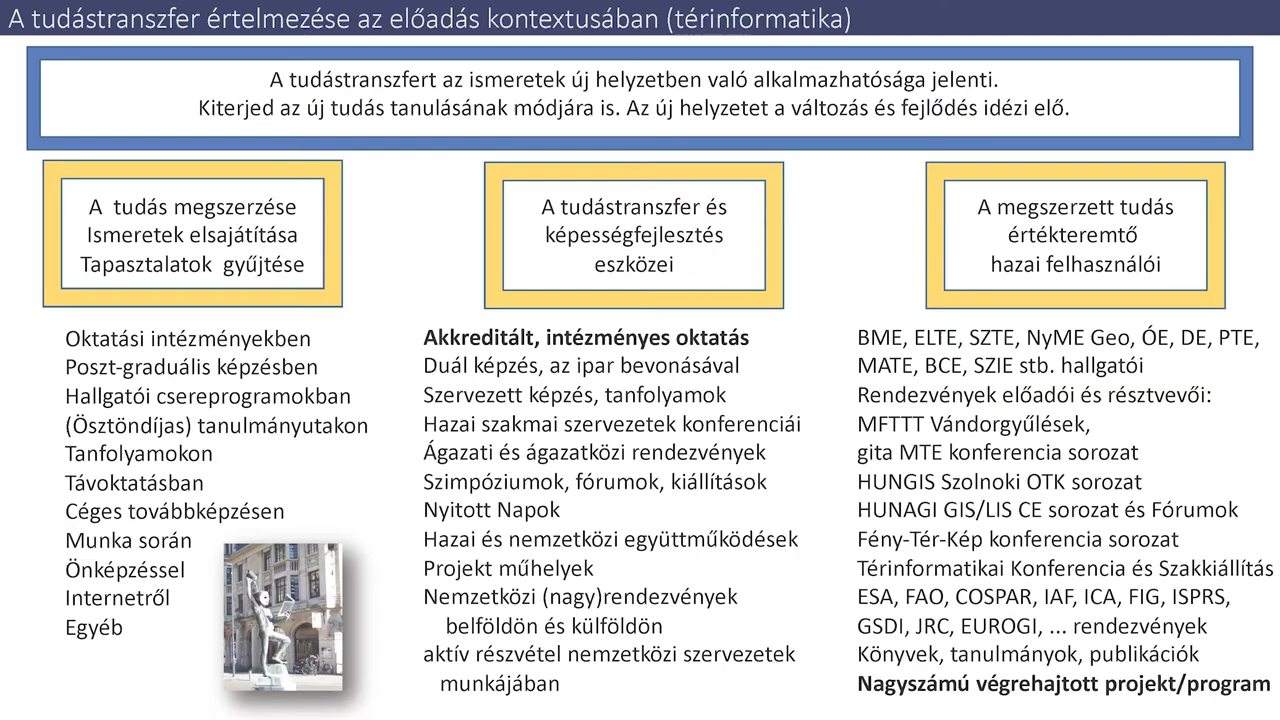 A tudástranszfer értelmezése az előadás kontextusában (térinformatika)
A tudástranszfert az ismeretek új helyzetben való alkalmazhatósága jelenti.
Kiterjed az új tudás tanulásának módjára is. Az új helyzetet a változás és fejlődés idézi elő.
A tudás megszerzése
Ismeretek elsajátítása
Tapasztalatok gyűjtése
Oktatási intézményekben
Poszt-graduális képzésben
Hallgatói csereprogramokban
(Ösztöndíjas) tanulmányutakon
Tanfolyamokon
Távoktatásban
Céges továbbképzésen
Munka során
Önképzéssel
Internetről
Egyéb
A tudástranszfer és
képességfejlesztés
eszközei
Akkreditált, intézményes oktatás
Duál képzés, az ipar bevonásával
Szervezett képzés, tanfolyamok
Hazai szakmai szervezetek konferenciái
Ágazati és ágazatközi rendezvények
Szimpóziumok, fórumok, kiállítások
Nyitott Napok
Hazai és nemzetközi együttműködések
Projekt műhelyek
Nemzetközi (nagy)rendezvények
belföldön és külföldön
aktív részvétel nemzetközi szervezetek
munkájában
A megszerzett tudás
értékteremtő
hazai felhasználói
BME, ELTE, SZTE, NyME Geo, ÓE, DE, PTE,
MATE, BCE, SZIE stb. hallgatói
Rendezvények előadói és résztvevői:
MFTTT Vándorgyűlések,
gita MTE konferencia sorozat
HUNGIS Szolnoki OTK sorozat
HUNAGI GIS/LIS CE sorozat és Fórumok
Fény-Tér-Kép konferencia sorozat
Térinformatikai Konferencia és Szakkiállítás
ESA, FAO, COSPAR, IAF, ICA, FIG, ISPRS,
GSDI, JRC, EUROGI, ... rendezvények
Könyvek, tanulmányok, publikációk
Nagyszámú végrehajtott projekt/program